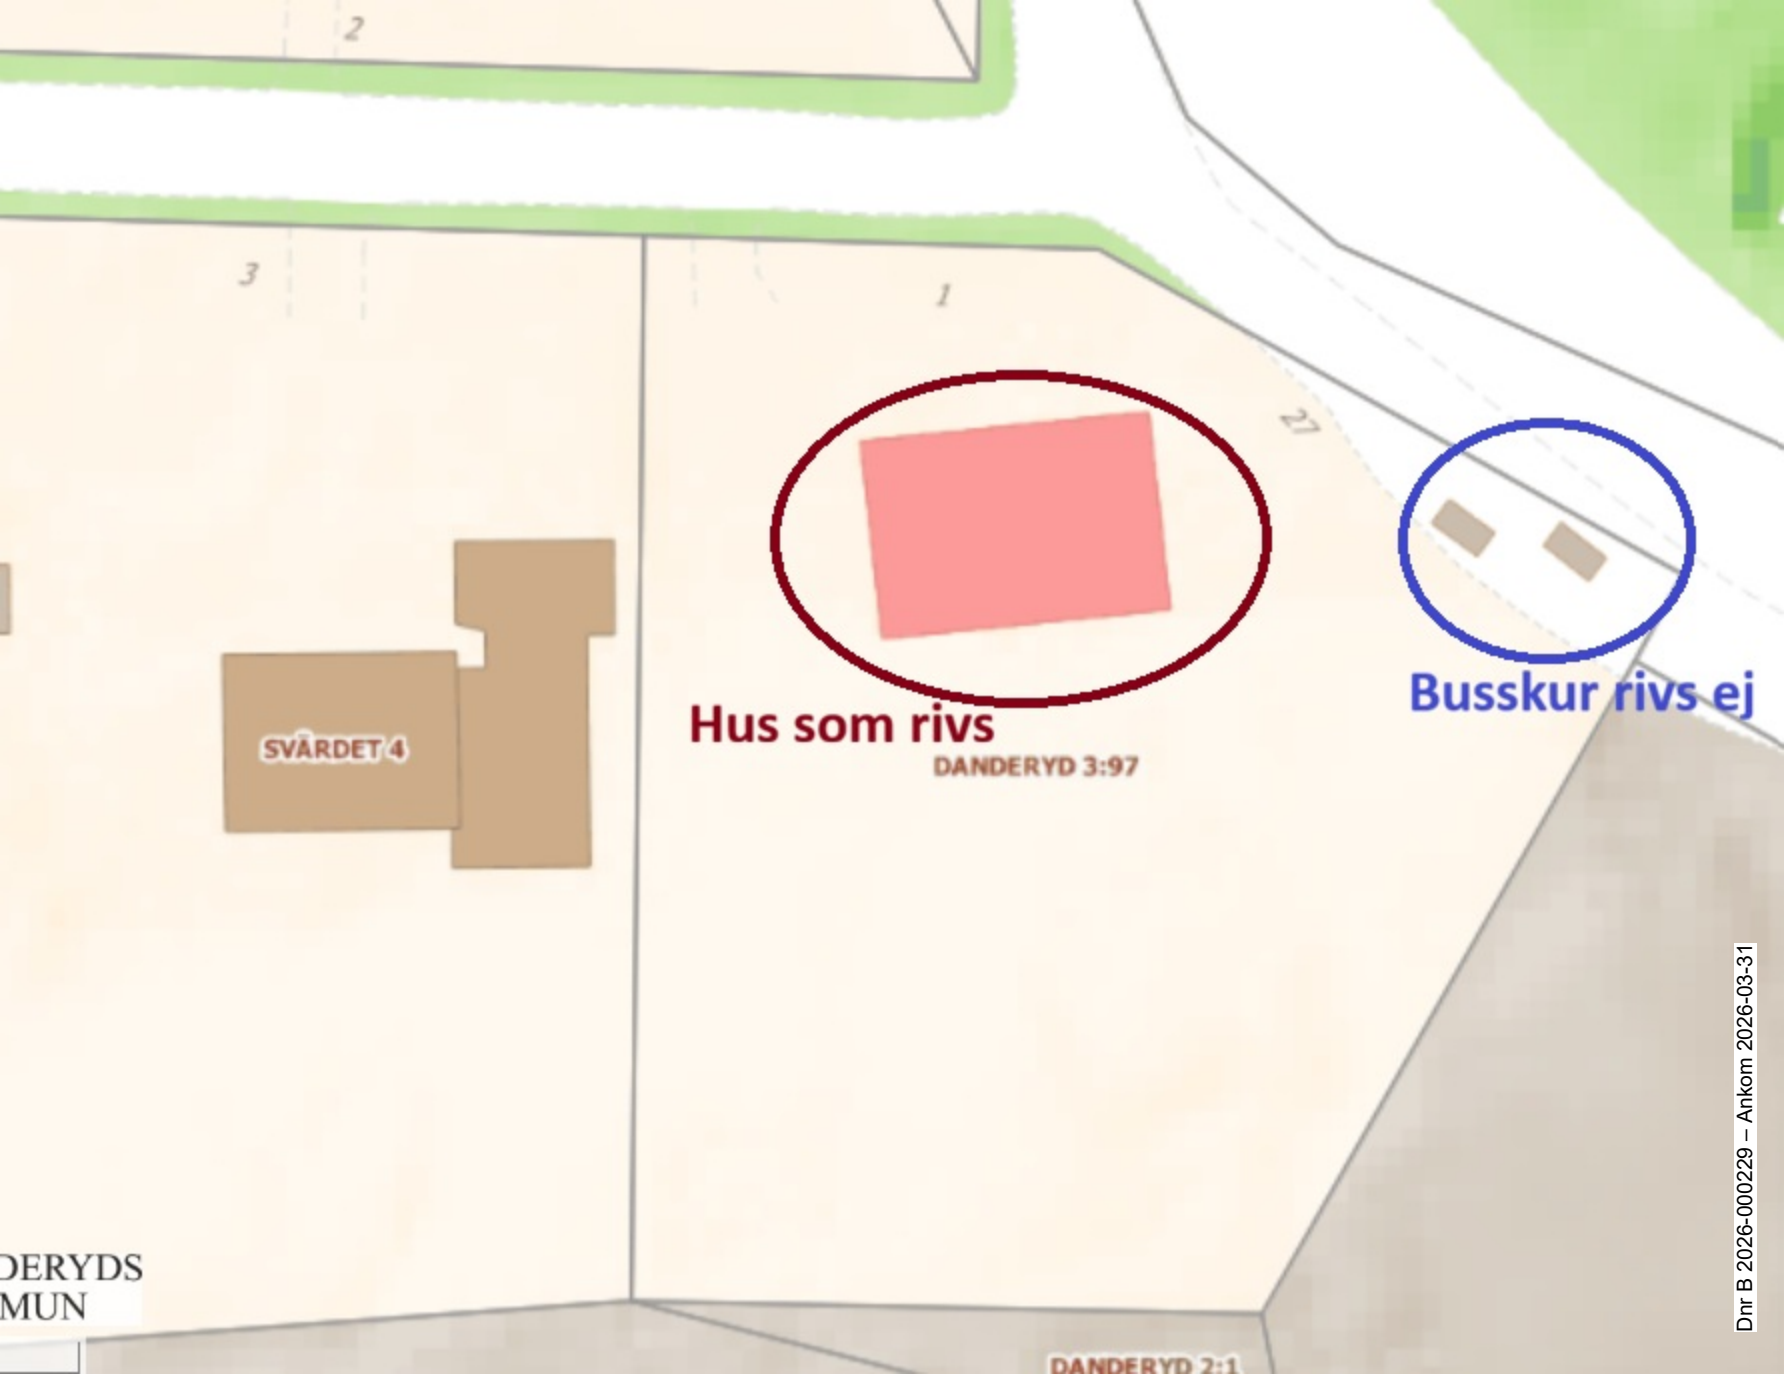 2
3
1
27
Busskur rivs ej
Hus som rivs
SVÄRDET 4
DANDERYD 3:97
Dnr B 2026-000229 – Ankom 2026-03-31
DERYDS
MUN
DANDERYD 2:1